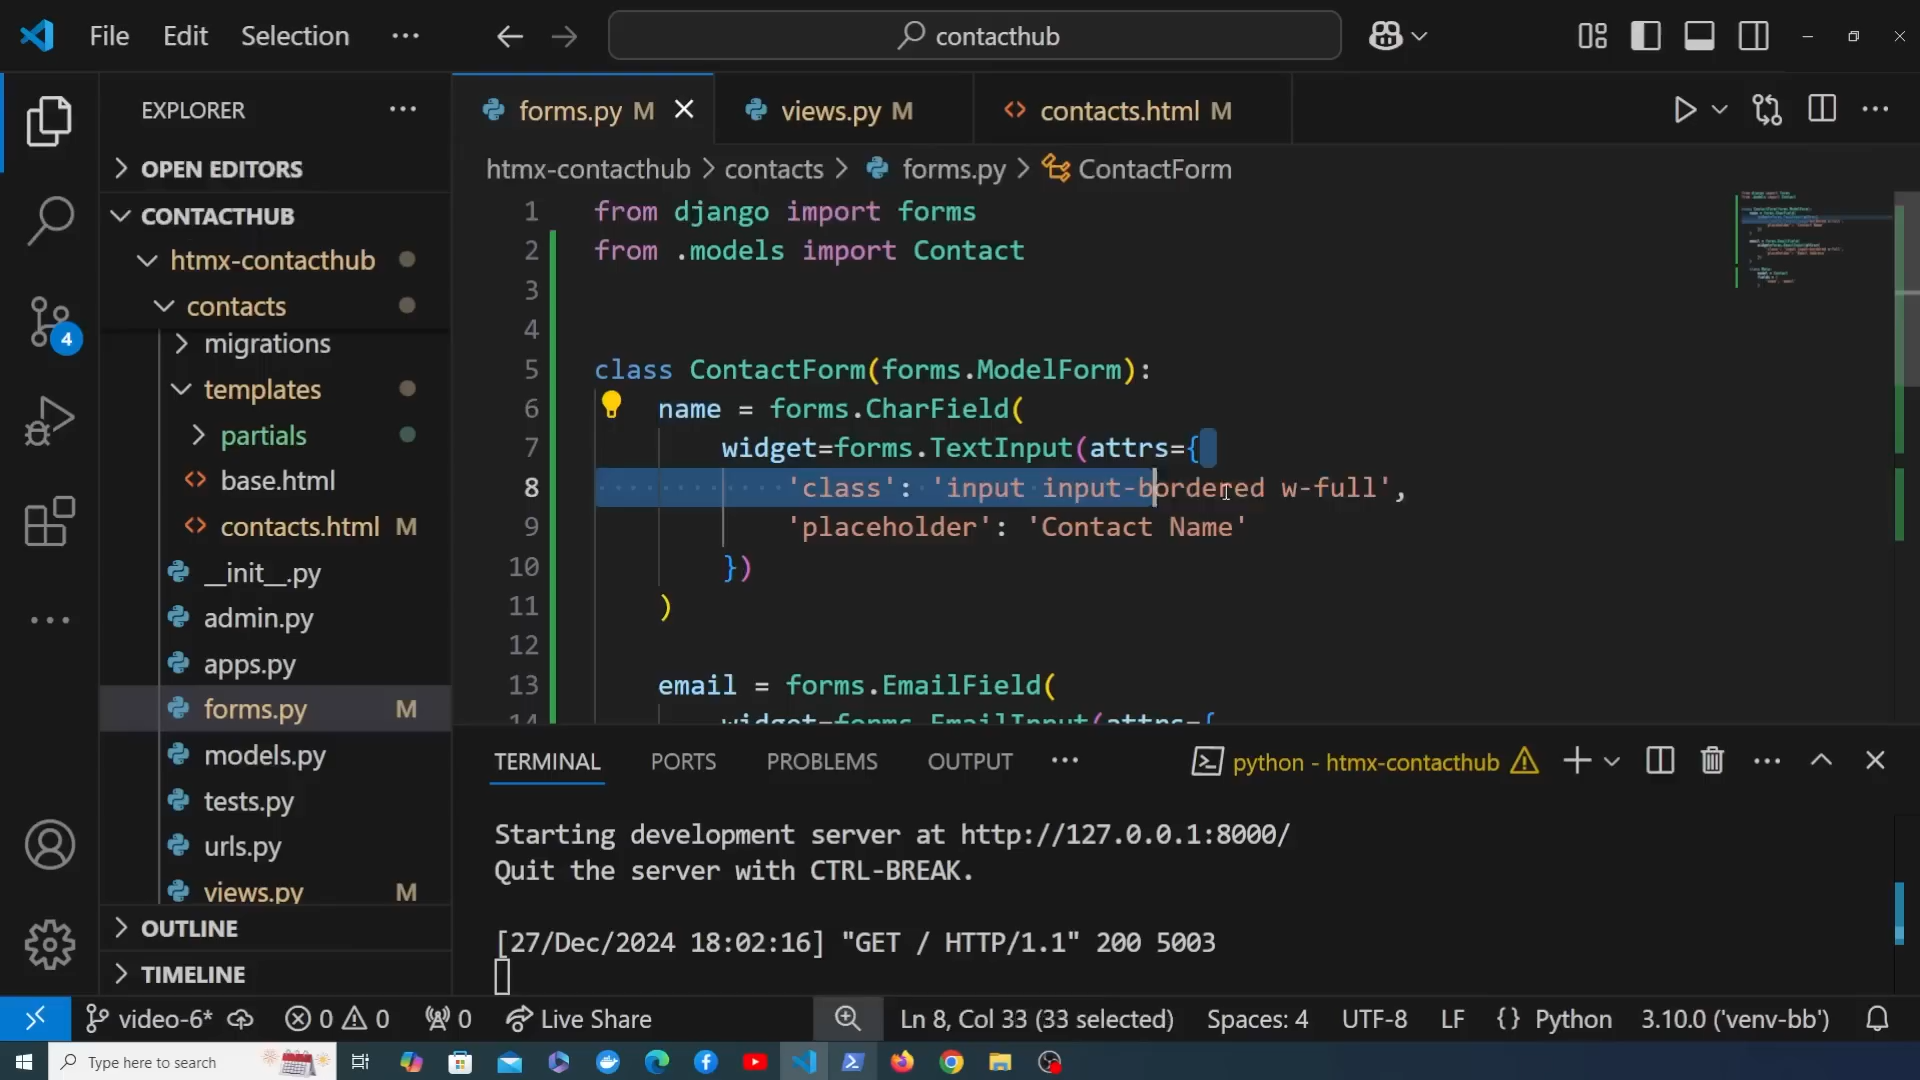 File Edit Selection ··· contacthub
EXPLORER ···
OPEN EDITORS
CONTACTHUB
htmx-contacthub
contacts
migrations
templates
partials
base.html
contacts.html M
__init__.py
admin.py
apps.py
forms.py M
models.py
tests.py
urls.py
views.py M
OUTLINE
TIMELINE
4
forms.py M views.py M contacts.html M
htmx-contacthub > contacts > forms.py > ContactForm
1 from django import forms
2 from .models import Contact
3
4
5 class ContactForm(forms.ModelForm):
6 name = forms.CharField(
7 widget=forms.TextInput(attrs={
8 'class': 'input input-bordered w-full',
9 'placeholder': 'Contact Name'
10 })
11 )
12
13 email = forms.EmailField(
14 widget=forms.EmailInput(attrs={
TERMINAL PORTS PROBLEMS OUTPUT ··· python - htmx-contacthub
Starting development server at http://127.0.0.1:8000/
Quit the server with CTRL-BREAK.
[27/Dec/2024 18:02:16] "GET / HTTP/1.1" 200 5003
video-6* 0 0 0 Live Share Ln 8, Col 33 (33 selected) Spaces: 4 UTF-8 LF {} Python 3.10.0 ('venv-bb')
Type here to search